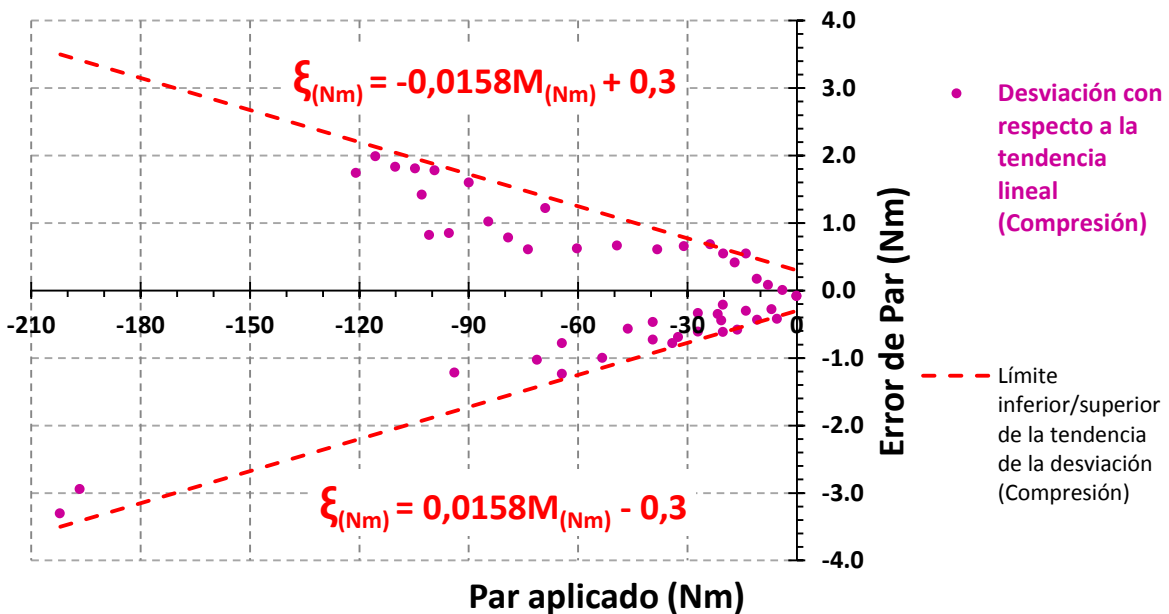 4.0
3.0
2.0
1.0
0.0
-1.0
-2.0
-3.0
-4.0
-210
-180
-150
-120
-90
-60
-30
0
ξ(Nm) = -0,0158M(Nm) + 0,3
ξ(Nm) = 0,0158M(Nm) - 0,3
Par aplicado (Nm)
Error de Par (Nm)
Desviación con
respecto a la
tendencia
lineal
(Compresión)
Límite
inferior/superior
de la tendencia
de la desviación
(Compresión)